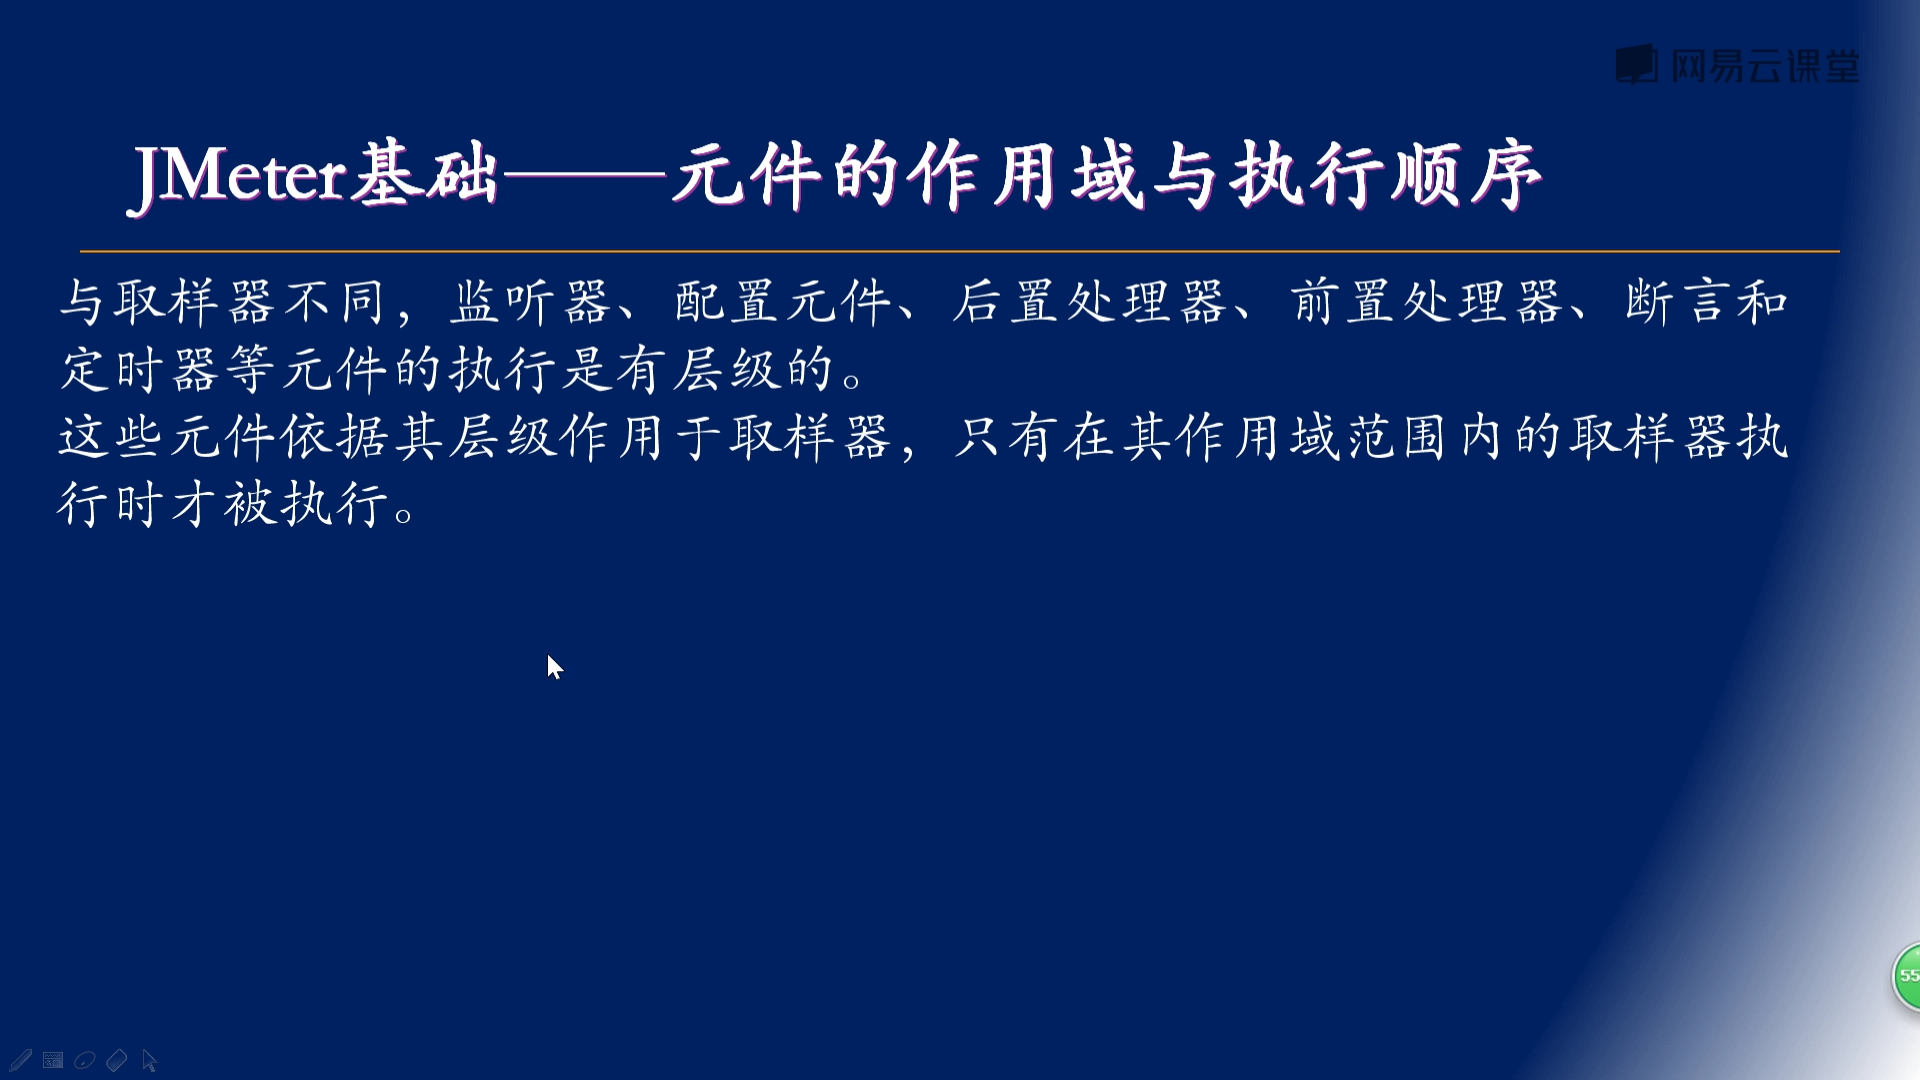 网易云课堂
JMeter基础——元件的作用域与执行顺序
与取样器不同，监听器、配置元件、后置处理器、前置处理器、断言和
定时器等元件的执行是有层级的。
这些元件依据其层级作用于取样器，只有在其作用域范围内的取样器执
行时才被执行。
55